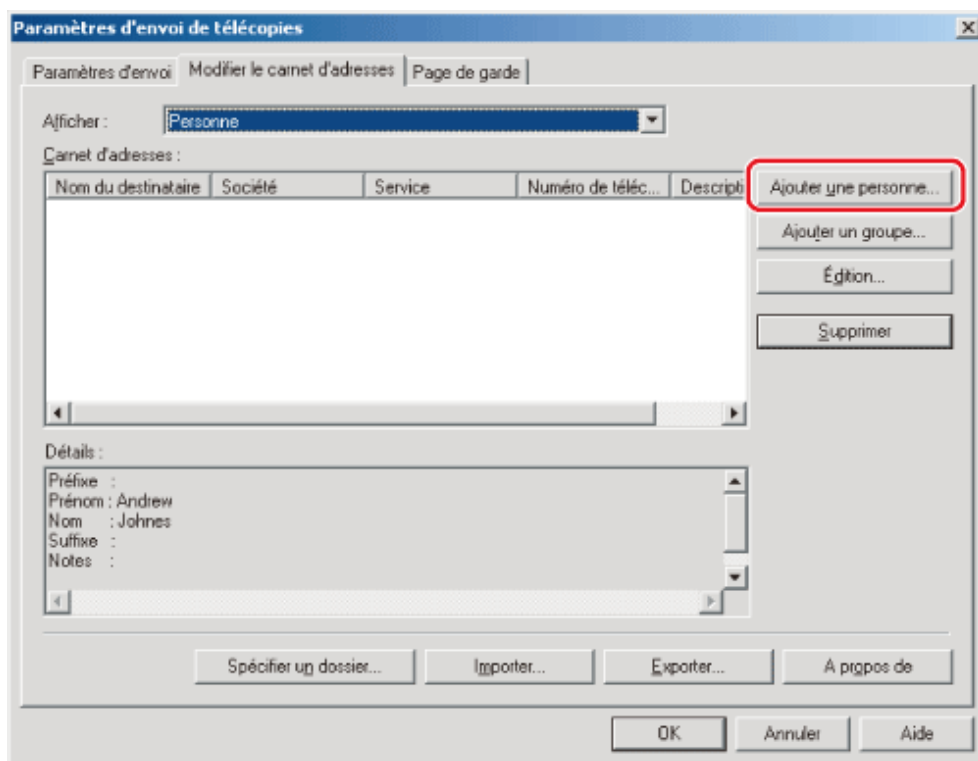 Paramètres d'envoi de télécopies
Paramètres d'envoi Modifier le carnet d'adresses Page de garde
Afficher : Personne
Carnet d'adresses :
Nom du destinataire Société Service Numéro de téléc... Descripti
Ajouter une personne...
Ajouter un groupe...
Édition...
Supprimer
Détails :
Préfixe :
Prénom : Andrew
Nom : Johnes
Suffixe :
Notes :
Spécifier un dossier... Importer... Exporter... A propos de
OK Annuler Aide